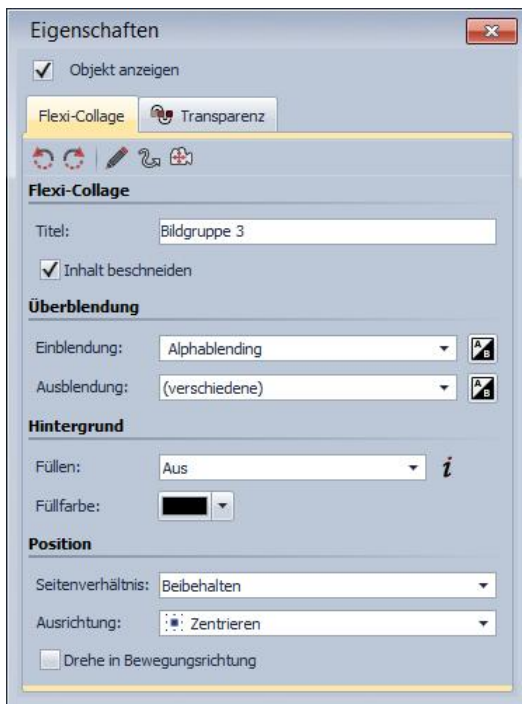 Eigenschaften
Objekt anzeigen
Flexi-Collage Transparenz
Flexi-Collage
Titel: Bildgruppe 3
Inhalt beschneiden
Überblendung
Einblendung: Alphablending A B
Ausblendung: (verschiedene) A B
Hintergrund
Füllen: Aus i
Füllfarbe:
Position
Seitenverhältnis: Beibehalten
Ausrichtung: Zentrieren
Drehe in Bewegungsrichtung